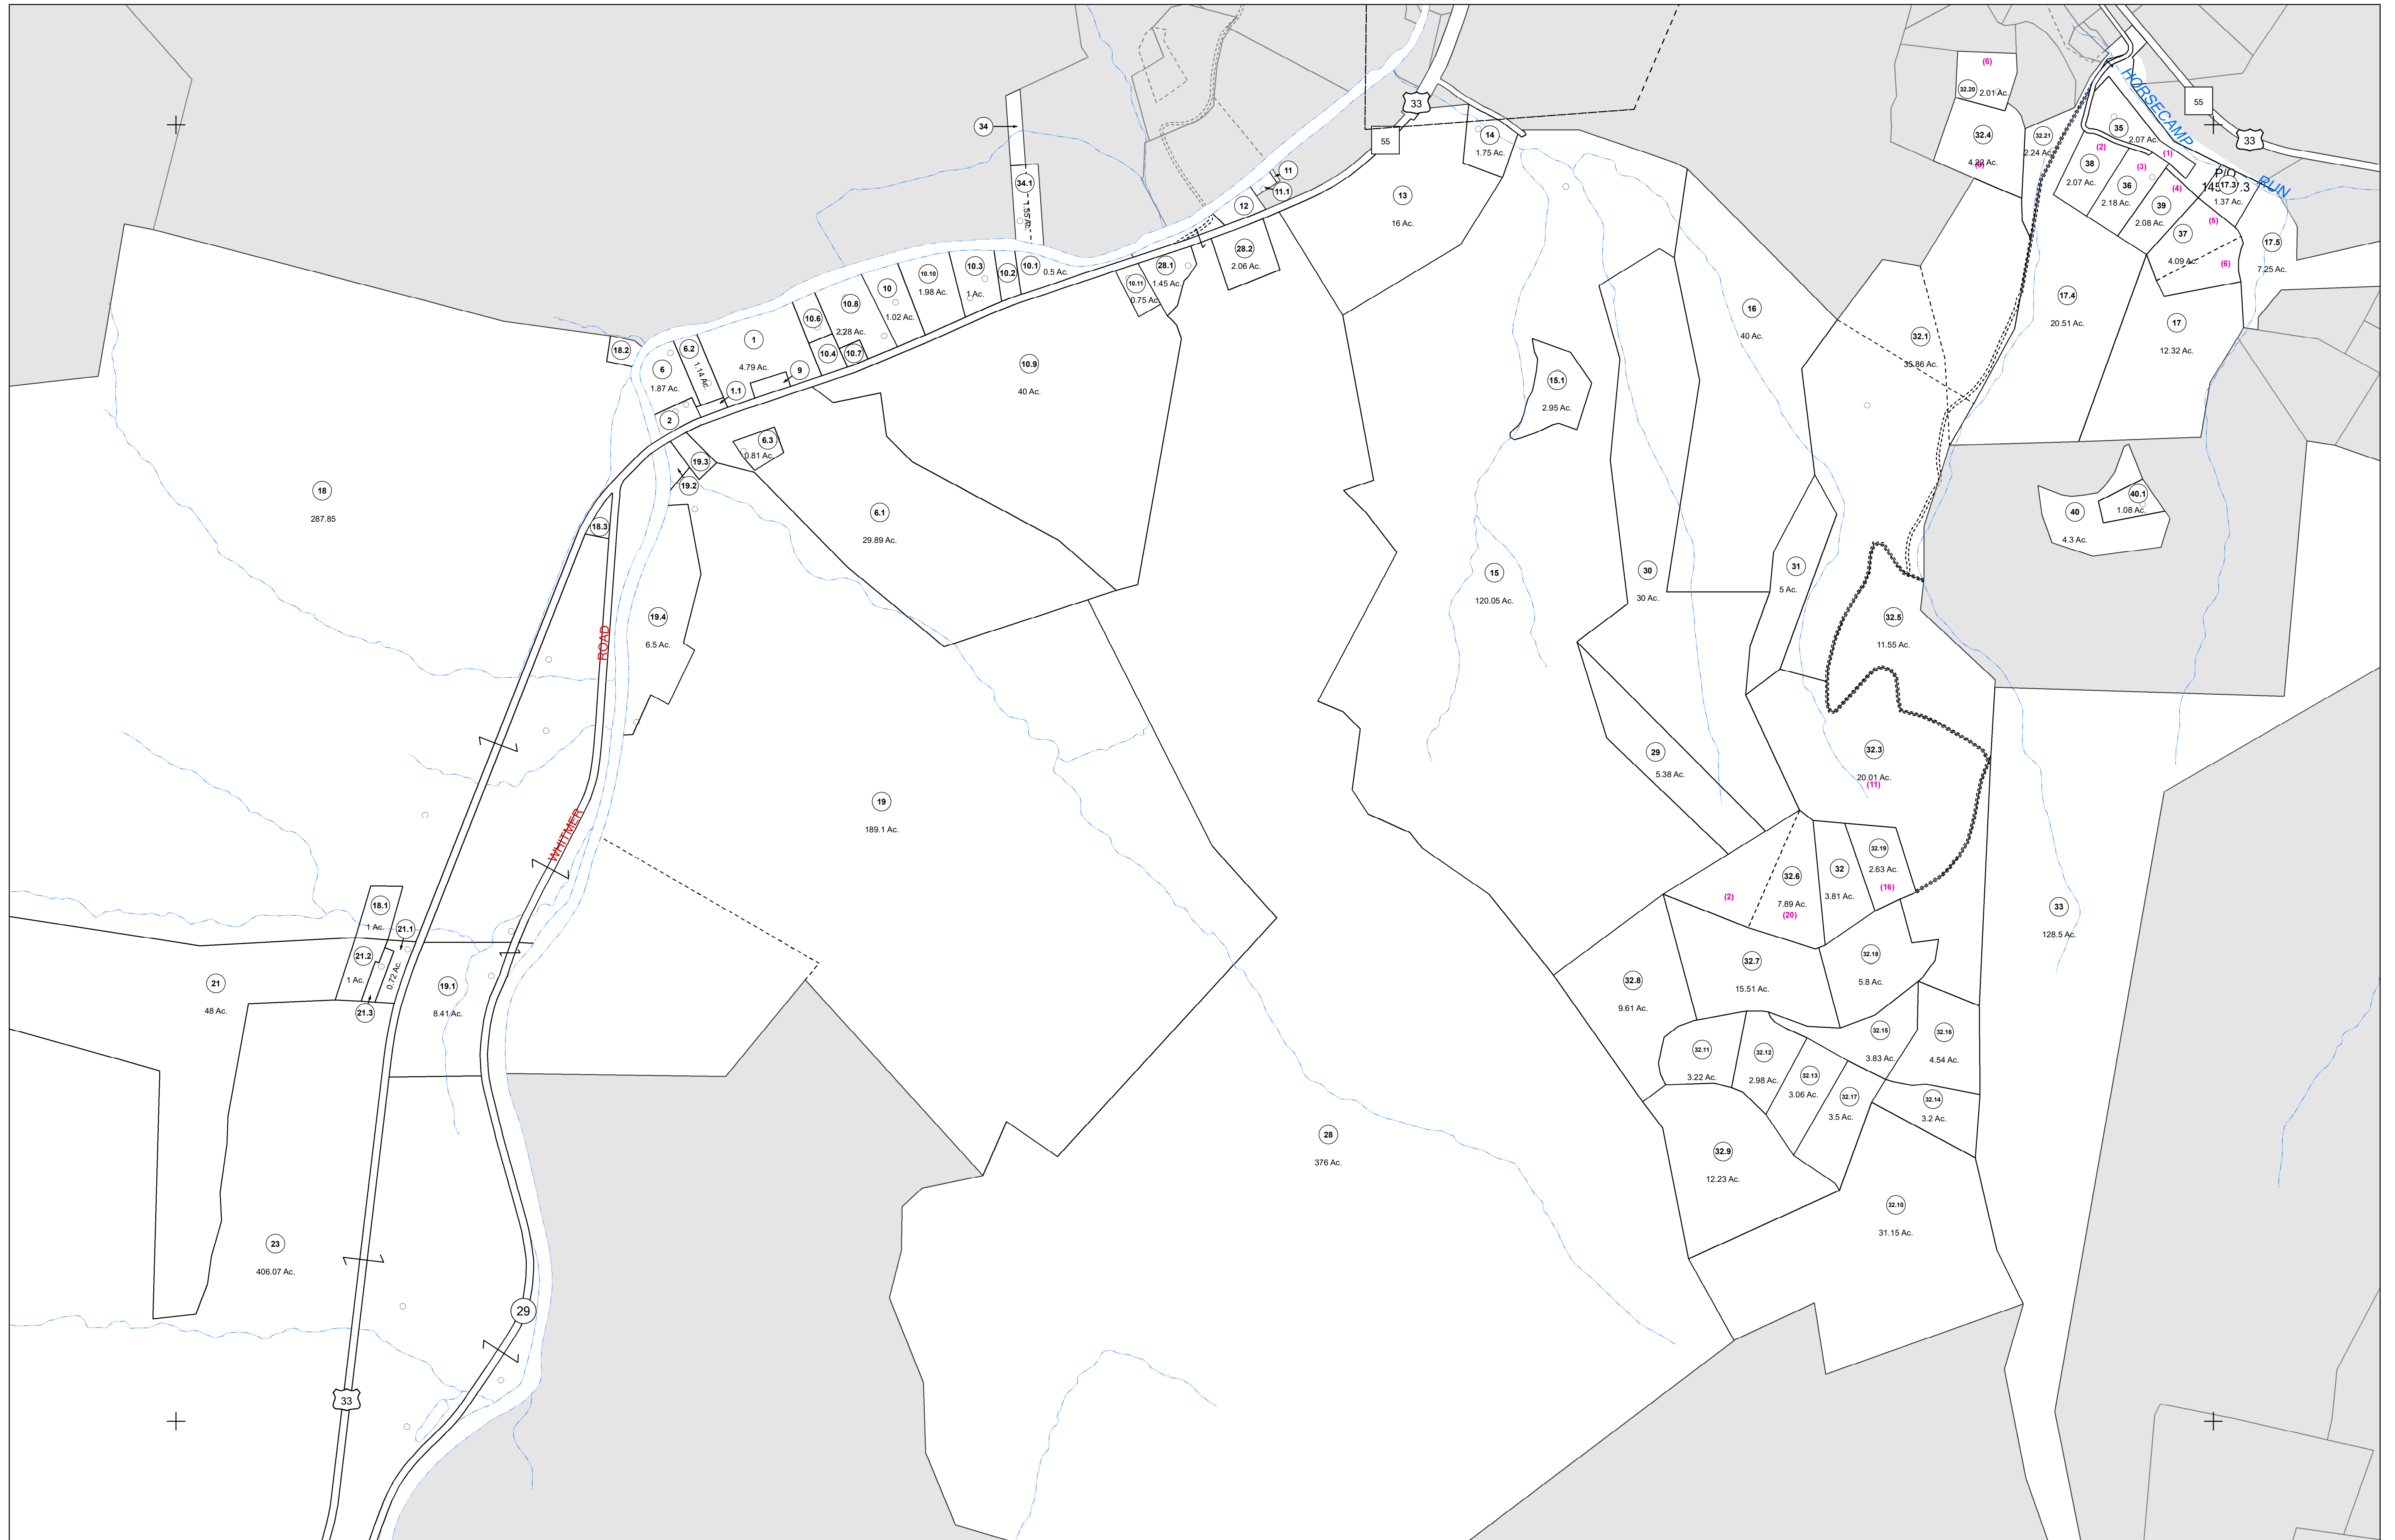 33
55
34
34.1
1.55 Ac.
11
11.1
12
14
1.75 Ac.
13
16 Ac.
(6)
32.20
2.01 Ac.
32.4
4.22 Ac.
32.21
2.24 Ac.
HORSECAMP
RUN
55
33
35
2.07 Ac.
(1)
(2)
38
2.07 Ac.
(3)
36
2.18 Ac.
(4)
39
2.08 Ac.
P/O
17.3
1.37 Ac.
(5)
37
4.09 Ac.
(6)
17.5
7.25 Ac.
28.2
2.06 Ac.
28.1
1.45 Ac.
10.11
0.75 Ac.
10.1
0.5 Ac.
10.2
10.3
1 Ac.
10.10
1.98 Ac.
10
1.02 Ac.
10.8
2.28 Ac.
10.6
10.4
10.7
1
4.79 Ac.
9
1.1
6.2
1.14 Ac.
6
1.87 Ac.
18.2
2
10.9
40 Ac.
6.3
0.81 Ac.
19.3
19.2
16
40 Ac.
32.1
35.86 Ac.
17.4
20.51 Ac.
17
12.32 Ac.
15.1
2.95 Ac.
18
287.85
18.3
6.1
29.89 Ac.
40
4.3 Ac.
40.1
1.08 Ac.
15
120.05 Ac.
30
30 Ac.
31
5 Ac.
32.5
11.55 Ac.
19.4
6.5 Ac.
ROAD
WHITMER
29
5.38 Ac.
32.3
20.01 Ac.
(11)
19
189.1 Ac.
(2)
32.6
7.89 Ac.
(20)
32
3.81 Ac.
32.19
2.63 Ac.
(16)
33
128.5 Ac.
18.1
1 Ac.
21.1
21.2
1 Ac.
0.72 Ac.
21.3
21
48 Ac.
19.1
8.41 Ac.
32.8
9.61 Ac.
32.7
15.51 Ac.
32.18
5.8 Ac.
32.11
3.22 Ac.
32.12
2.98 Ac.
32.13
3.06 Ac.
32.15
3.83 Ac.
32.16
4.54 Ac.
32.17
3.5 Ac.
32.14
3.2 Ac.
28
376 Ac.
32.9
12.23 Ac.
32.10
31.15 Ac.
23
406.07 Ac.
29
33